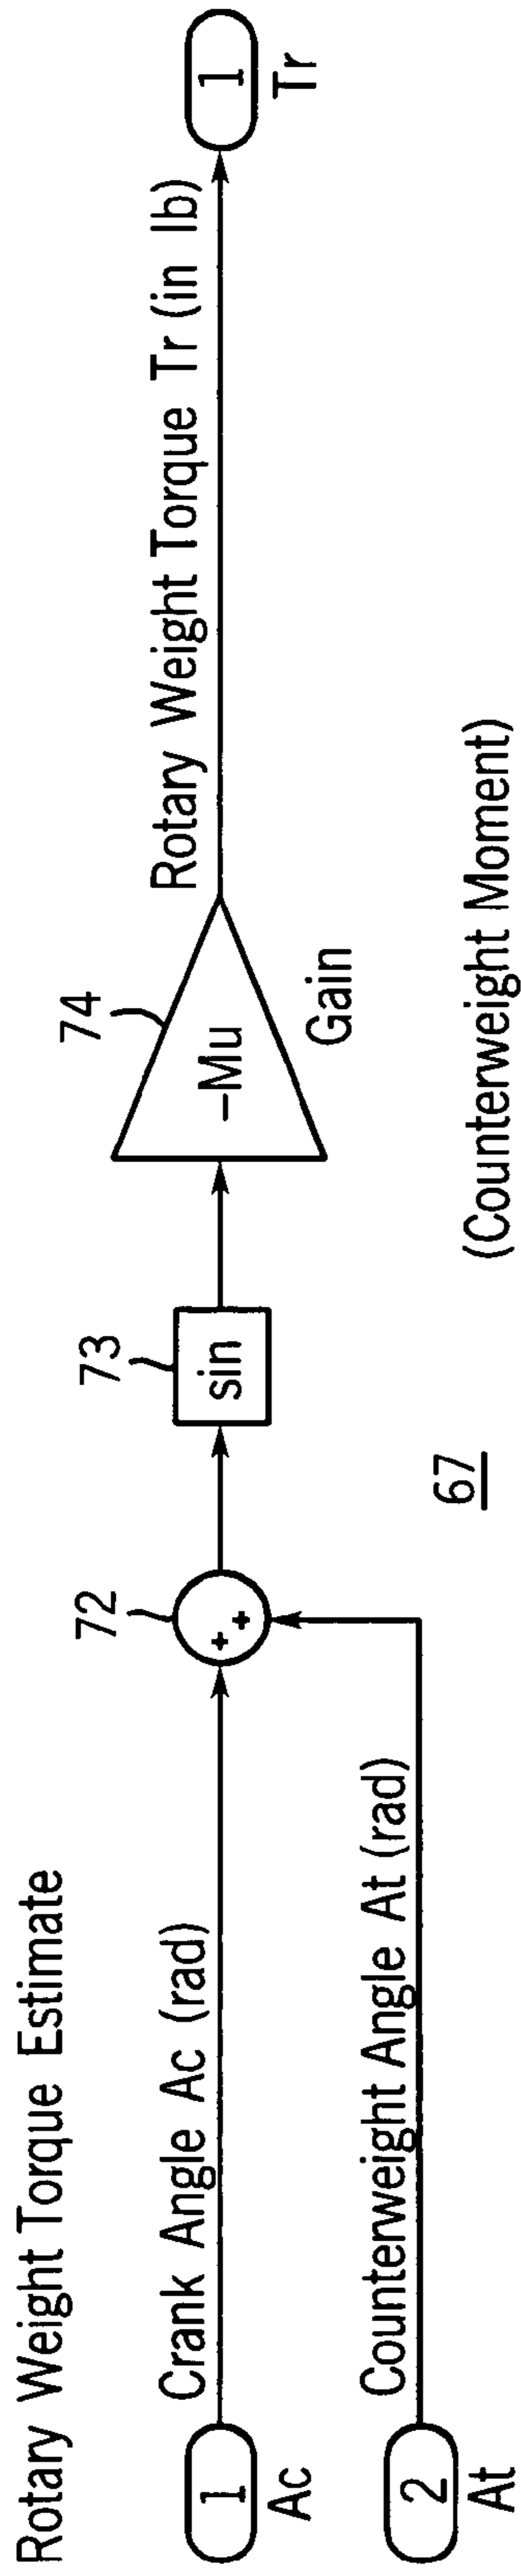 Rotary Weight Torque Estimate
1
Ac
Crank Angle Ac (rad)
2
At
Counterweight Angle At (rad)
72
+
+
73
sin
74
–Mu
Gain
Rotary Weight Torque Tr (in lb)
1
Tr
67
(Counterweight Moment)